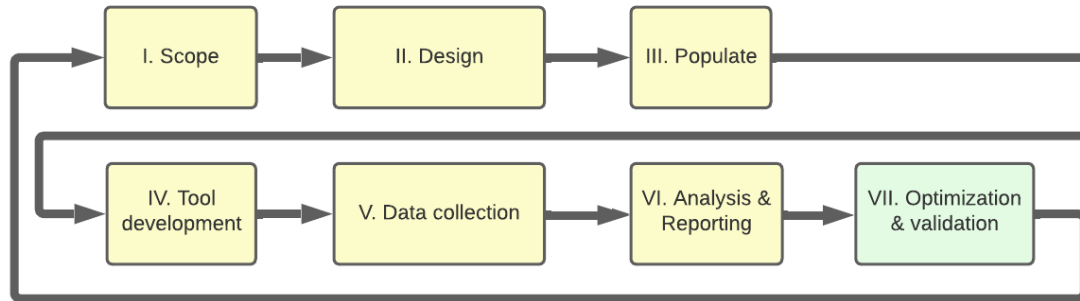 I. Scope
II. Design
III. Populate
IV. Tool
development
V. Data collection
VI. Analysis &
Reporting
VII. Optimization
& validation